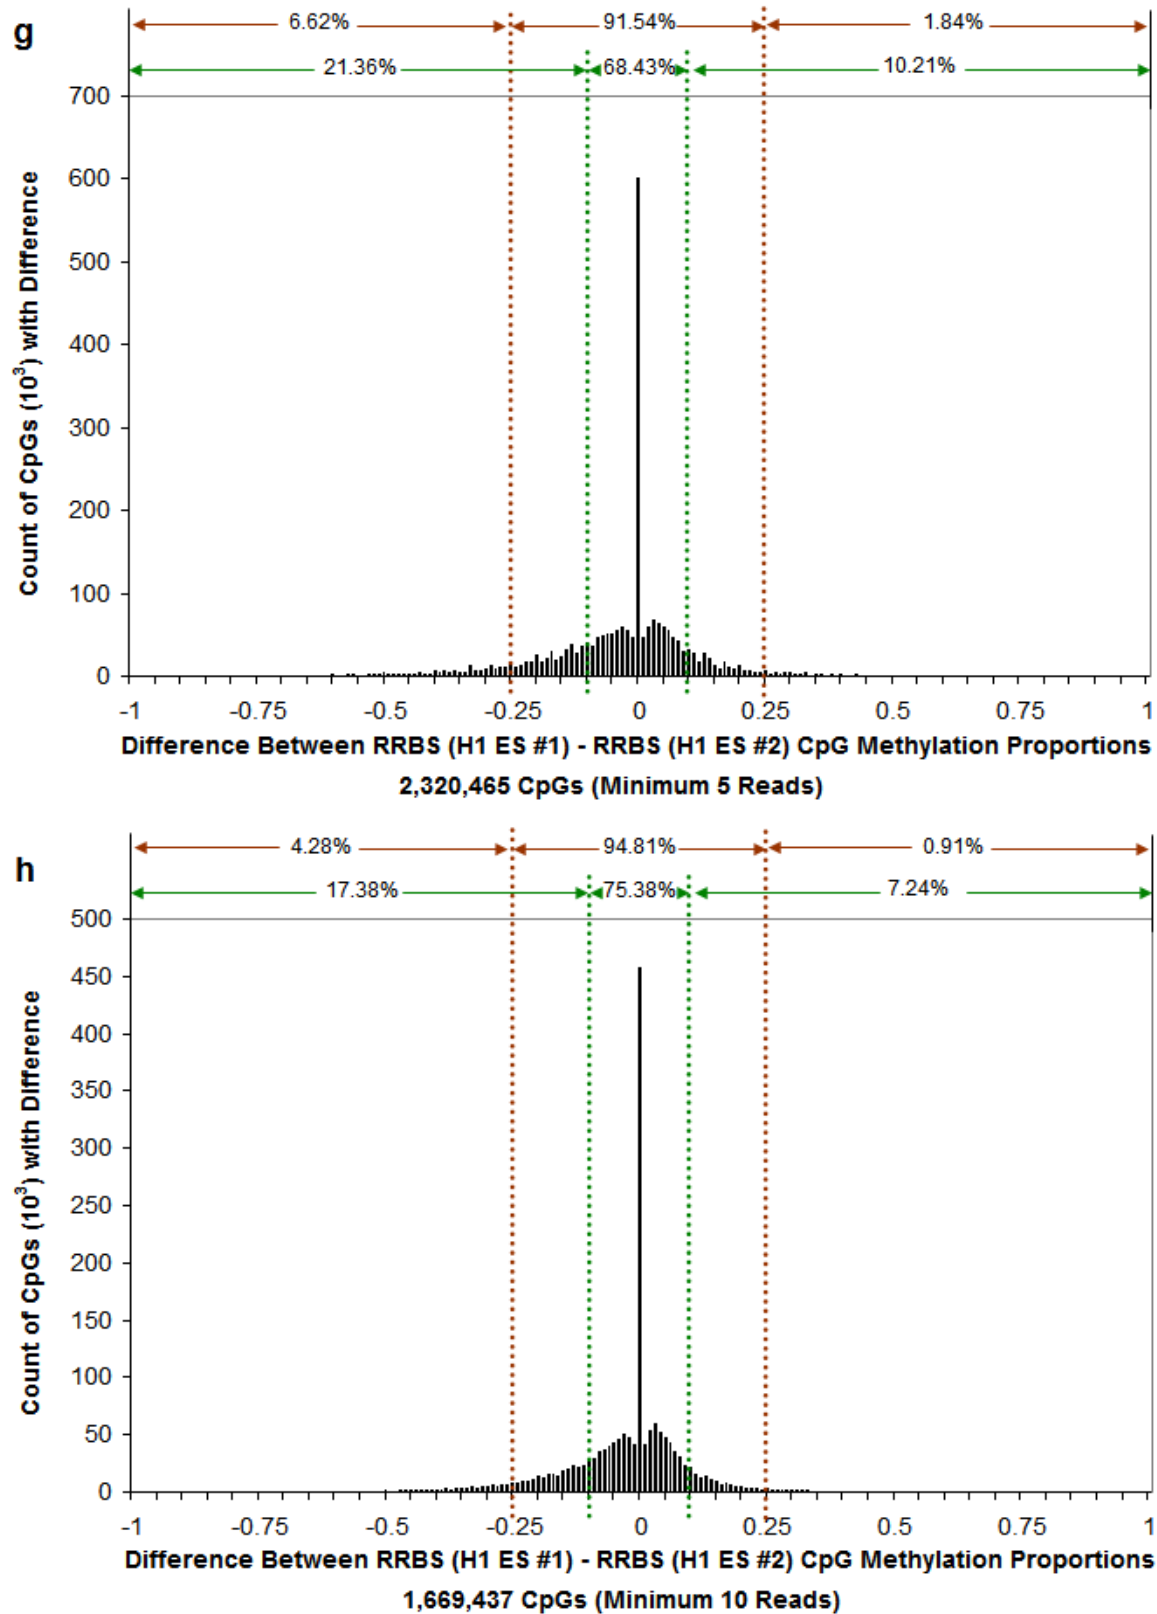 g
6.62% 91.54% 1.84%
21.36% 68.43% 10.21%
700
600
500
400
300
200
100
0
Count of CpGs (10³) with Difference
-1 -0.75 -0.5 -0.25 0 0.25 0.5 0.75 1
Difference Between RRBS (H1 ES #1) - RRBS (H1 ES #2) CpG Methylation Proportions
2,320,465 CpGs (Minimum 5 Reads)
h
4.28% 94.81% 0.91%
17.38% 75.38% 7.24%
500
450
400
350
300
250
200
150
100
50
0
Count of CpGs (10³) with Difference
-1 -0.75 -0.5 -0.25 0 0.25 0.5 0.75 1
Difference Between RRBS (H1 ES #1) - RRBS (H1 ES #2) CpG Methylation Proportions
1,669,437 CpGs (Minimum 10 Reads)